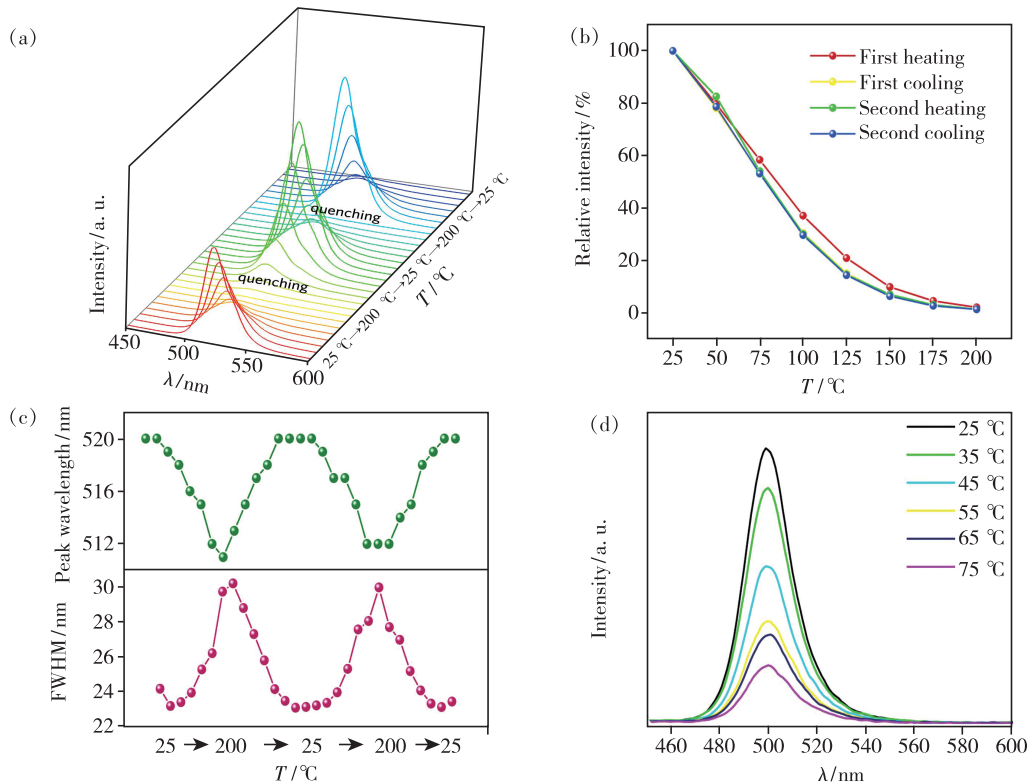 (a)
Intensity/a. u.
quenching
quenching
450
500
550
600
λ/nm
25 ℃→200 ℃→25 ℃→200 ℃→25 ℃
T/℃
(b)
Relative intensity/%
100
80
60
40
20
0
First heating
First cooling
Second heating
Second cooling
25 50 75 100 125 150 175 200
T/℃
(c)
Peak wavelength/nm
520
516
512
FWHM/nm
30
28
26
24
22
25 → 200 → 25 → 200 → 25
T/℃
(d)
Intensity/a. u.
25 ℃
35 ℃
45 ℃
55 ℃
65 ℃
75 ℃
460 480 500 520 540 560 580 600
λ/nm